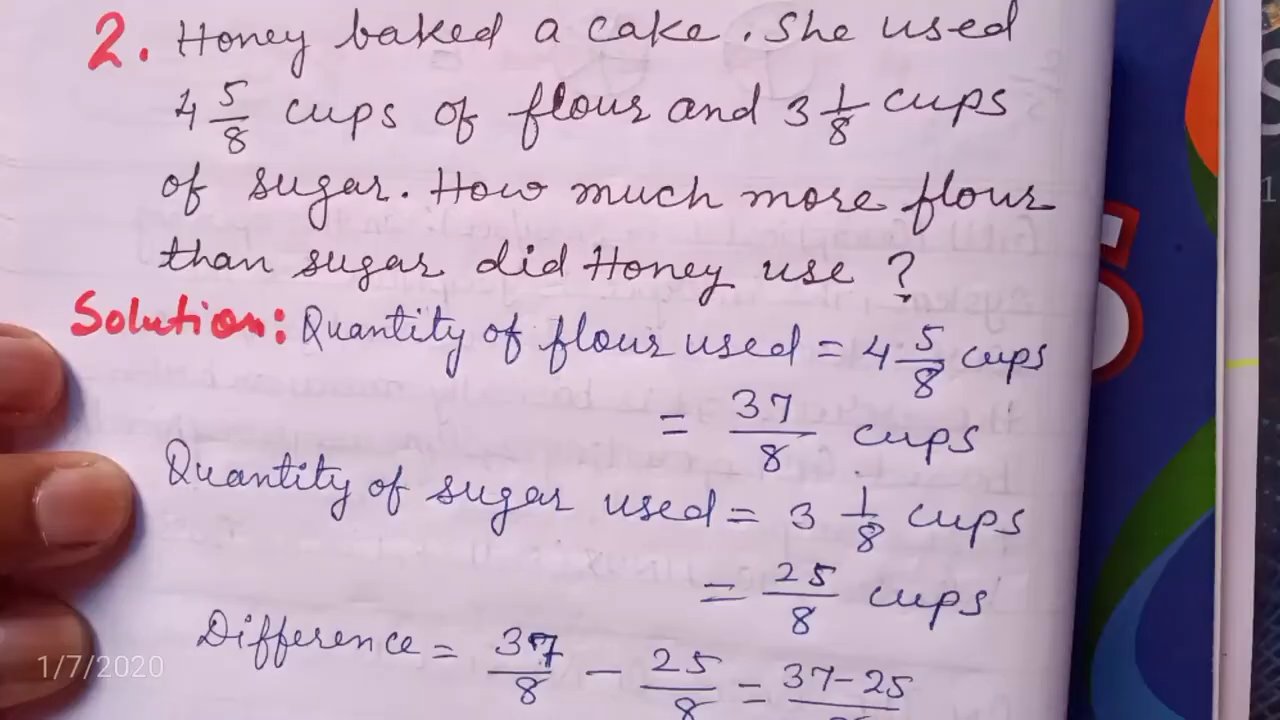 2. Honey baked a cake. She used
4 5/8 cups of flour and 3 1/8 cups
of sugar. How much more flour
than sugar did Honey use ?
Solution: Quantity of flour used = 4 5/8 cups
= 37/8 cups
Quantity of sugar used = 3 1/8 cups
= 25/8 cups
Difference = 37/8 - 25/8 = 37-25
1/7/2020